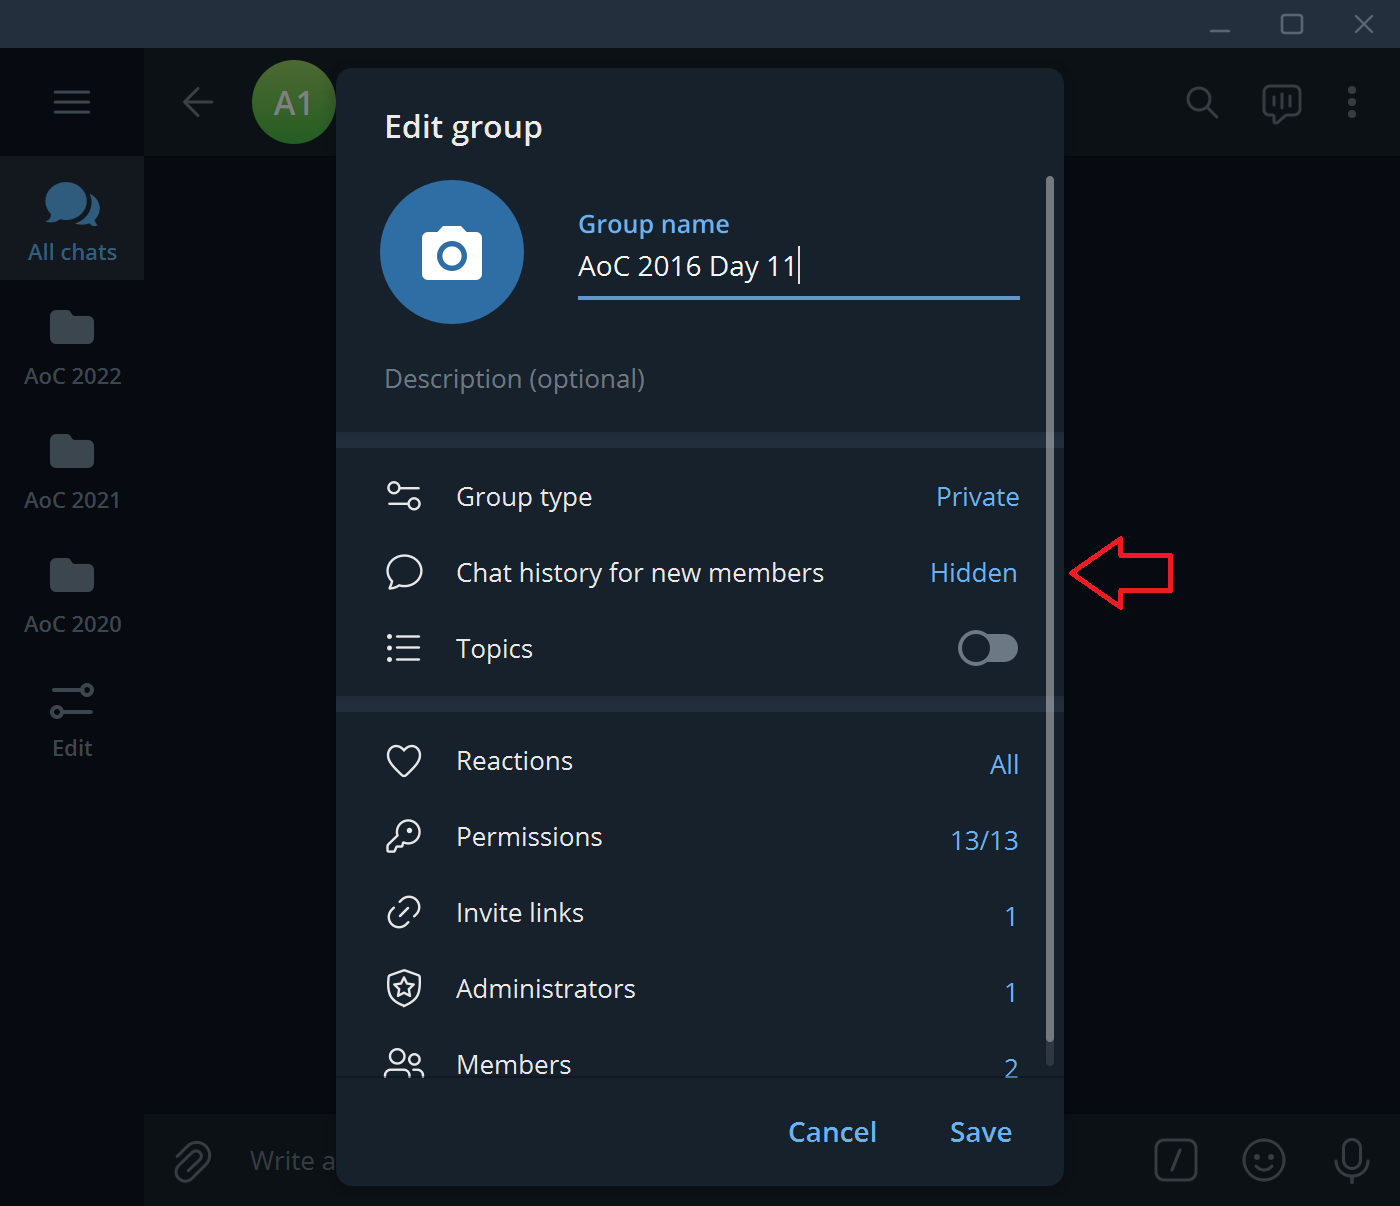 A1
All chats
AoC 2022
AoC 2021
AoC 2020
Edit
Edit group
Group name
AoC 2016 Day 11
Description (optional)
Group type Private
Chat history for new members Hidden
Topics
Reactions All
Permissions 13/13
Invite links 1
Administrators 1
Members 2
Cancel Save
Write a